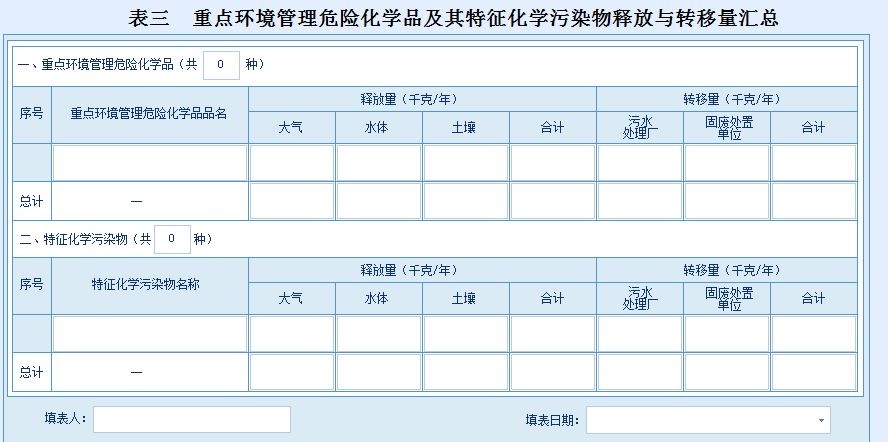 表三 重点环境管理危险化学品及其特征化学污染物释放与转移量汇总
一、重点环境管理危险化学品（共 0 种）
序号 重点环境管理危险化学品品名 释放量（千克/年） 转移量（千克/年）
大气 水体 土壤 合计 污水处理厂 固废处置单位 合计
总计 —
二、特征化学污染物（共 0 种）
序号 特征化学污染物名称 释放量（千克/年） 转移量（千克/年）
大气 水体 土壤 合计 污水处理厂 固废处置单位 合计
总计 —
填表人： 填表日期：